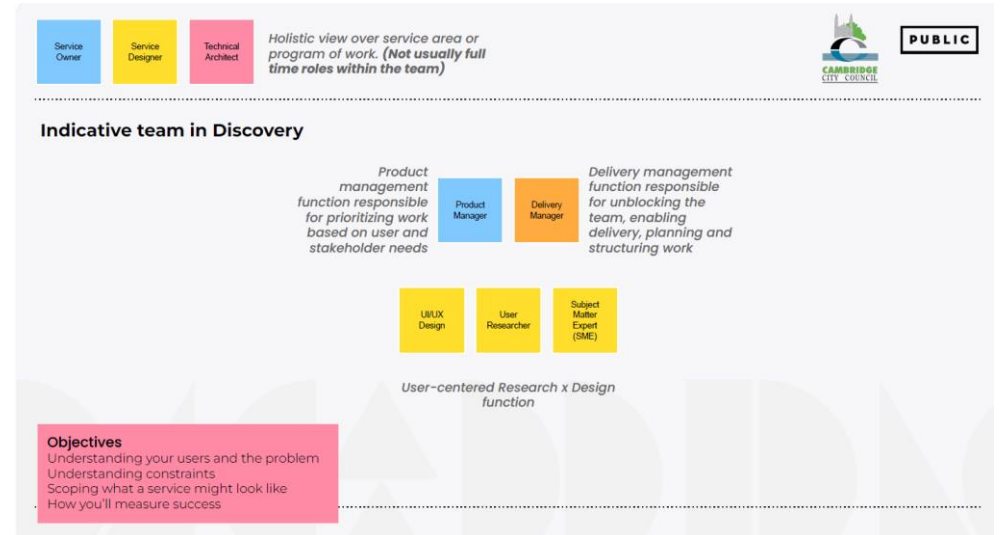 Service
Owner
Service
Designer
Technical
Architect
Holistic view over service area or
program of work. (Not usually full
time roles within the team)
CAMBRIDGE
CITY COUNCIL
PUBLIC
Indicative team in Discovery
Product
management
function responsible
for prioritizing work
based on user and
stakeholder needs
Product
Manager
Delivery
Manager
Delivery management
function responsible
for unblocking the
team, enabling
delivery, planning and
structuring work
UI/UX
Design
User
Researcher
Subject
Matter
Expert
(SME)
User-centered Research x Design
function
Objectives
Understanding your users and the problem
Understanding constraints
Scoping what a service might look like
How you'll measure success